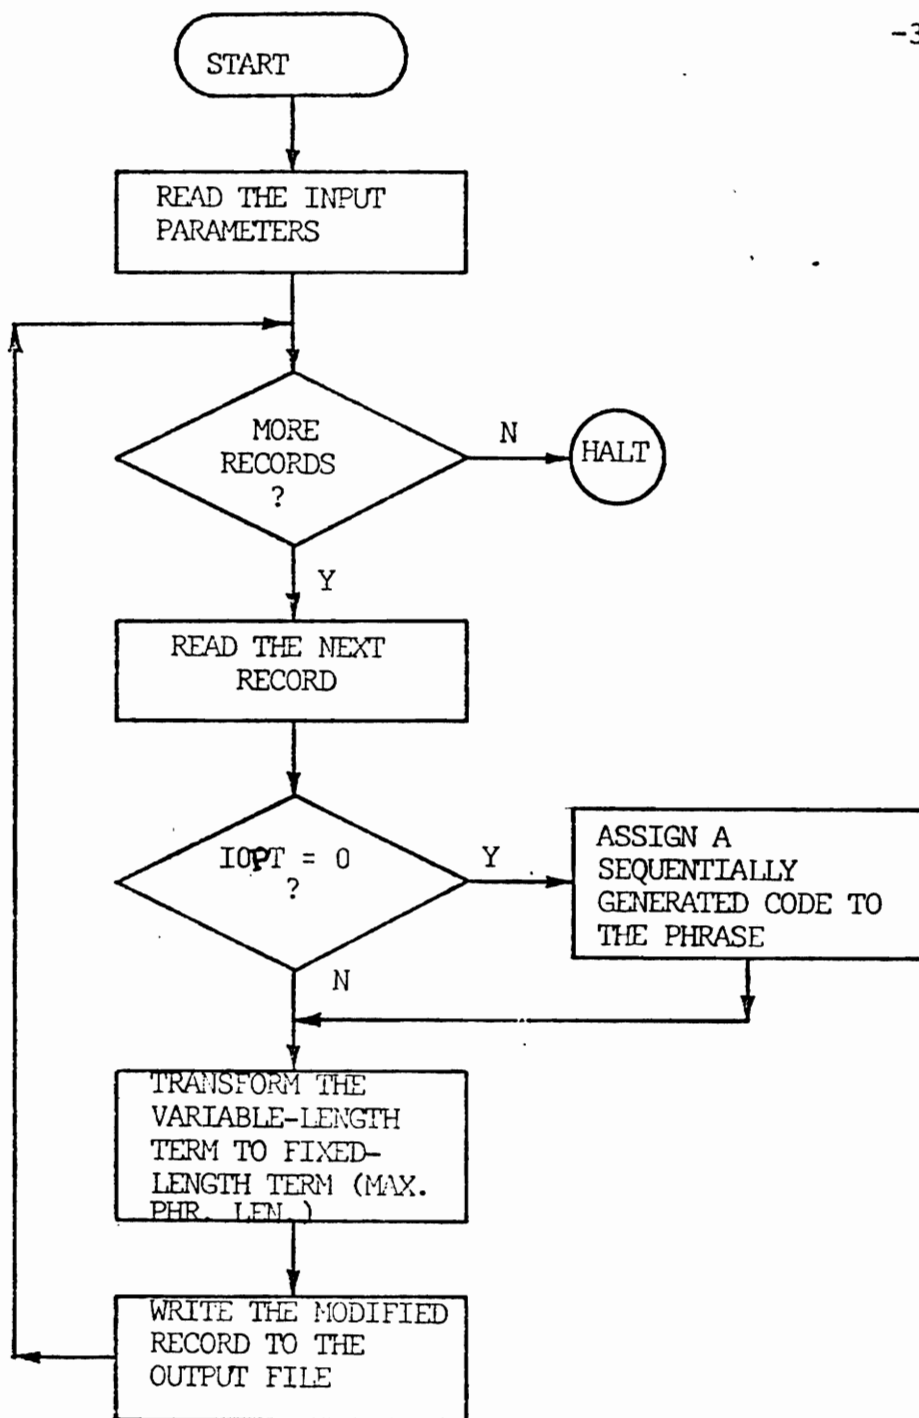 -3
START
READ THE INPUT
PARAMETERS
MORE
RECORDS
?
N
HALT
Y
READ THE NEXT
RECORD
IOPT = 0
?
Y
ASSIGN A
SEQUENTIALLY
GENERATED CODE TO
THE PHRASE
N
TRANSFORM THE
VARIABLE-LENGTH
TERM TO FIXED-
LENGTH TERM (MAX.
PHR. LEN.)
WRITE THE MODIFIED
RECORD TO THE
OUTPUT FILE